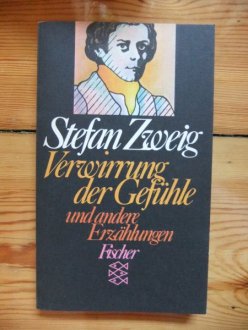 Stefan Zweig
Verwirrung
der Gefühle
und andere
Erzählungen
Fischer